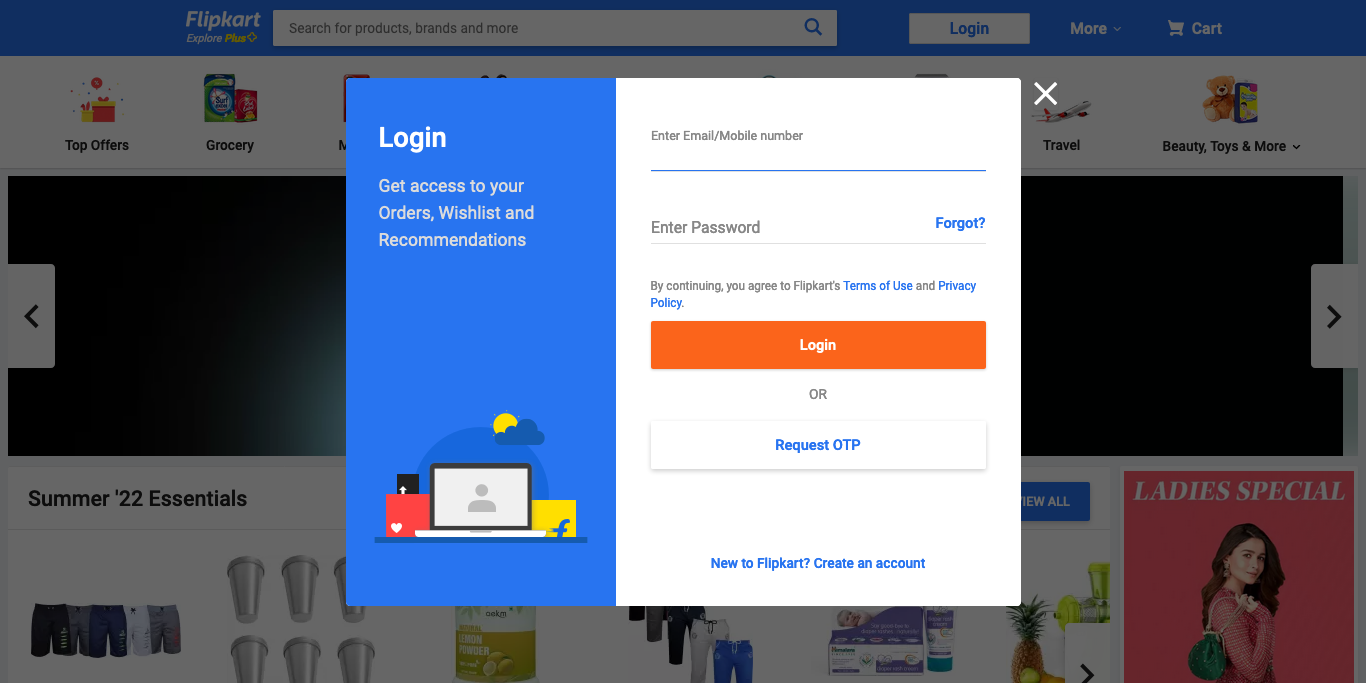 Flipkart
Explore Plus
Search for products, brands and more
Login
More
Cart
Top Offers
Grocery
Travel
Beauty, Toys & More
Login
Get access to your
Orders, Wishlist and
Recommendations
Enter Email/Mobile number
Enter Password
Forgot?
By continuing, you agree to Flipkart's Terms of Use and Privacy
Policy.
Login
OR
Request OTP
New to Flipkart? Create an account
Summer '22 Essentials
VIEW ALL
LADIES SPECIAL
LEMON
POWDER
Himalaya